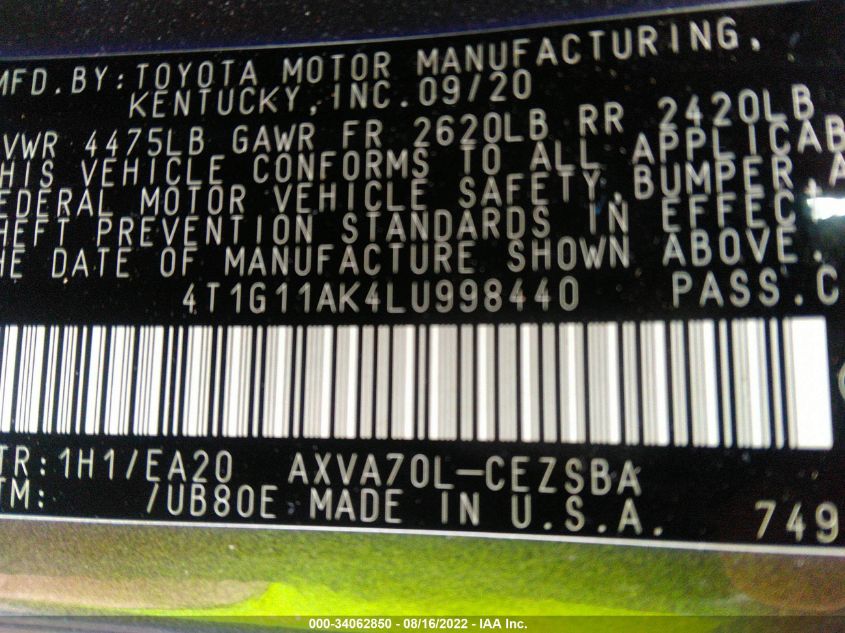 MFD.BY:TOYOTA MOTOR MANUFACTURING,
KENTUCKY,INC.09/20
VWR 4475LB GAWR FR 2620LB RR 2420LB
HIS VEHICLE CONFORMS TO ALL APPLICAB
EDERAL MOTOR VEHICLE SAFETY,BUMPER,A
HEFT PREVENTION STANDARDS IN EFFECT
HE DATE OF MANUFACTURE SHOWN ABOVE.
4T1G11AK4LU998440 PASS.C
TR:1H1/EA20 AXVA70L-CEZSBA
TM: 7UB80E MADE IN U.S.A. 749
000-34062850 - 08/16/2022 - IAA Inc.